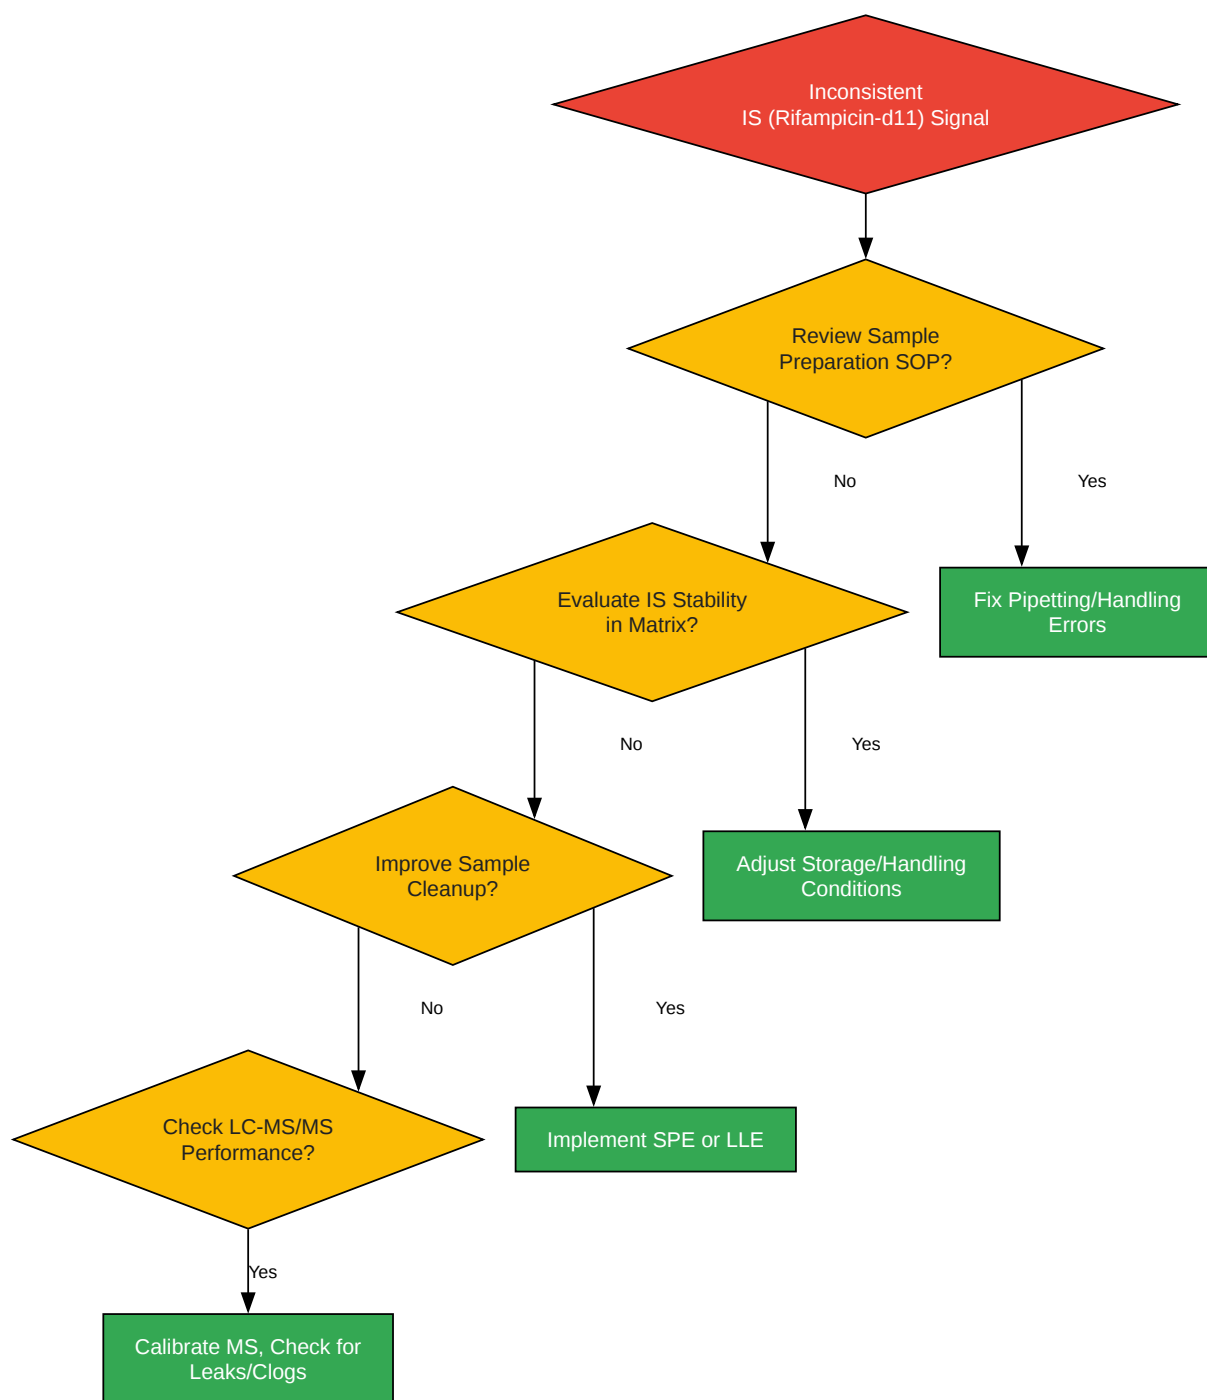 Inconsistent
IS (Rifampicin-d11) Signal
Review Sample
Preparation SOP?
No
Yes
Evaluate IS Stability
in Matrix?
Fix Pipetting/Handling
Errors
No
Yes
Improve Sample
Cleanup?
Adjust Storage/Handling
Conditions
No
Yes
Check LC-MS/MS
Performance?
Implement SPE or LLE
Yes
Calibrate MS, Check for
Leaks/Clogs